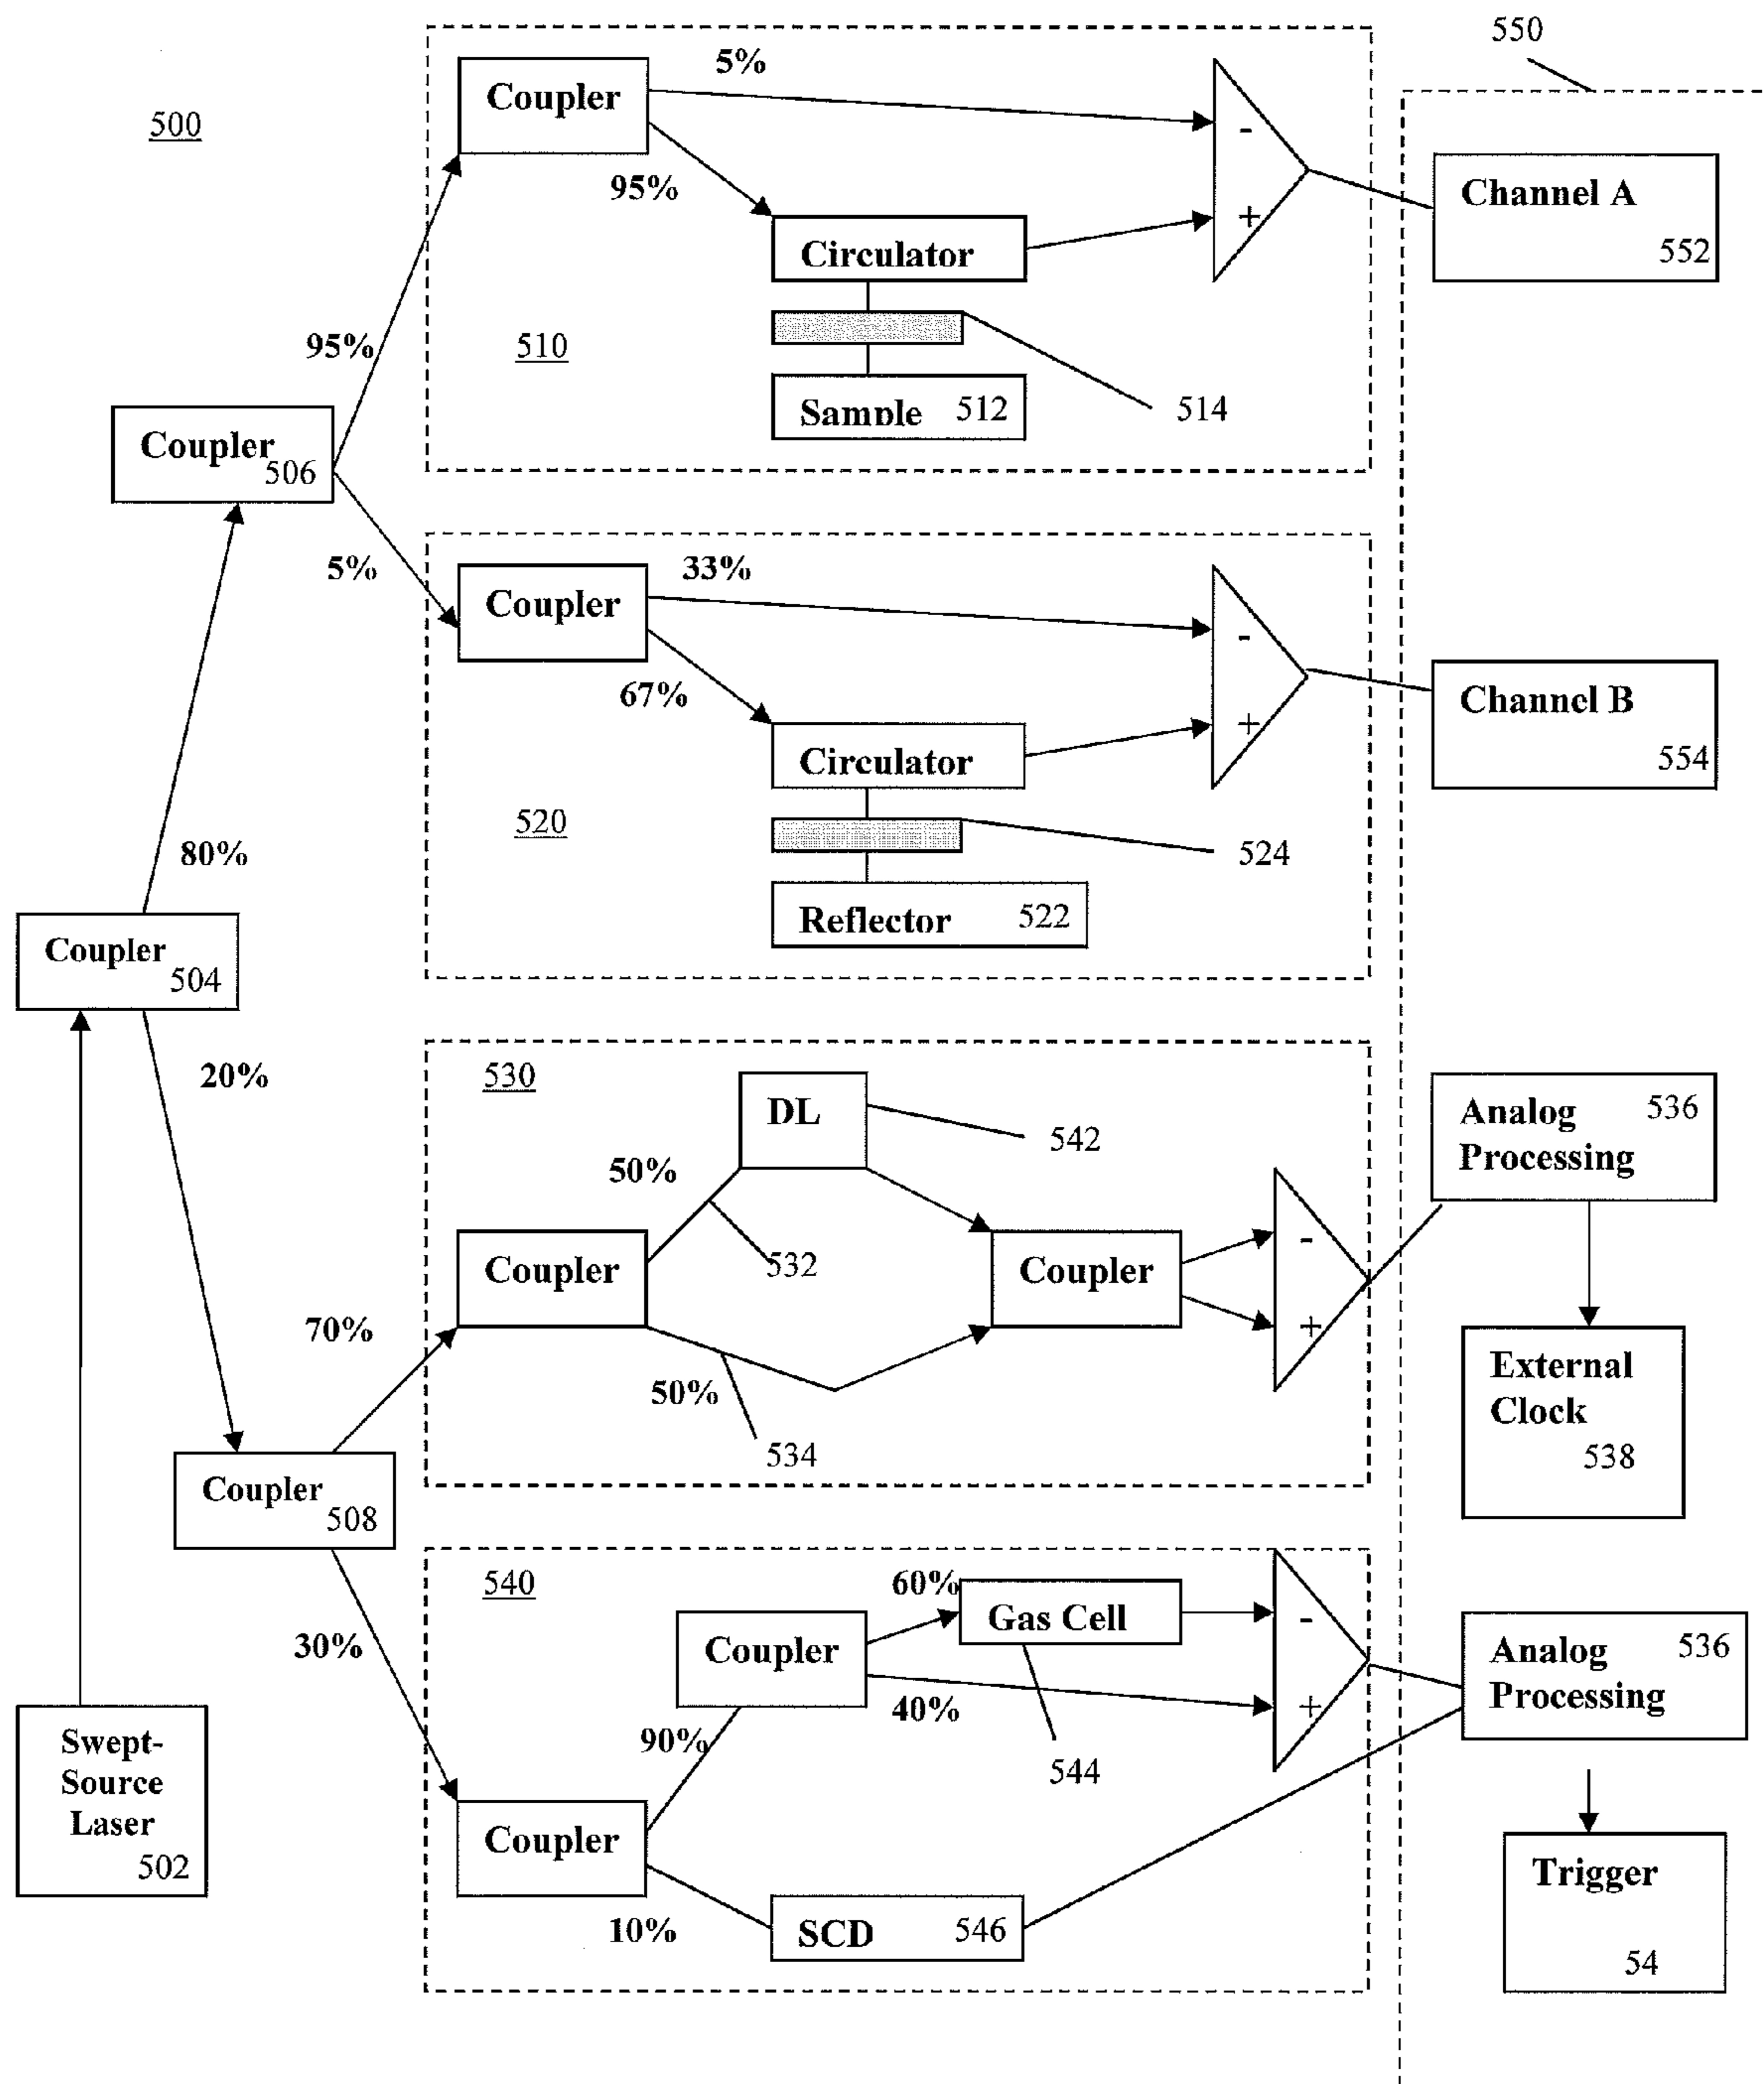 550
500
Coupler
5%
-
95%
+
Circulator
Channel A
552
510
514
Sample 512
95%
Coupler
506
5%
Coupler
33%
-
67%
+
Circulator
Channel B
554
520
524
Reflector 522
80%
Coupler
504
20%
530
DL
542
50%
532
Coupler
Coupler
-
+
50%
534
Analog 536
Processing
External
Clock
538
70%
Coupler
508
30%
540
60%
Gas Cell
-
Coupler
40%
+
544
90%
Coupler
10%
SCD 546
Analog 536
Processing
Trigger
54
Swept-
Source
Laser
502